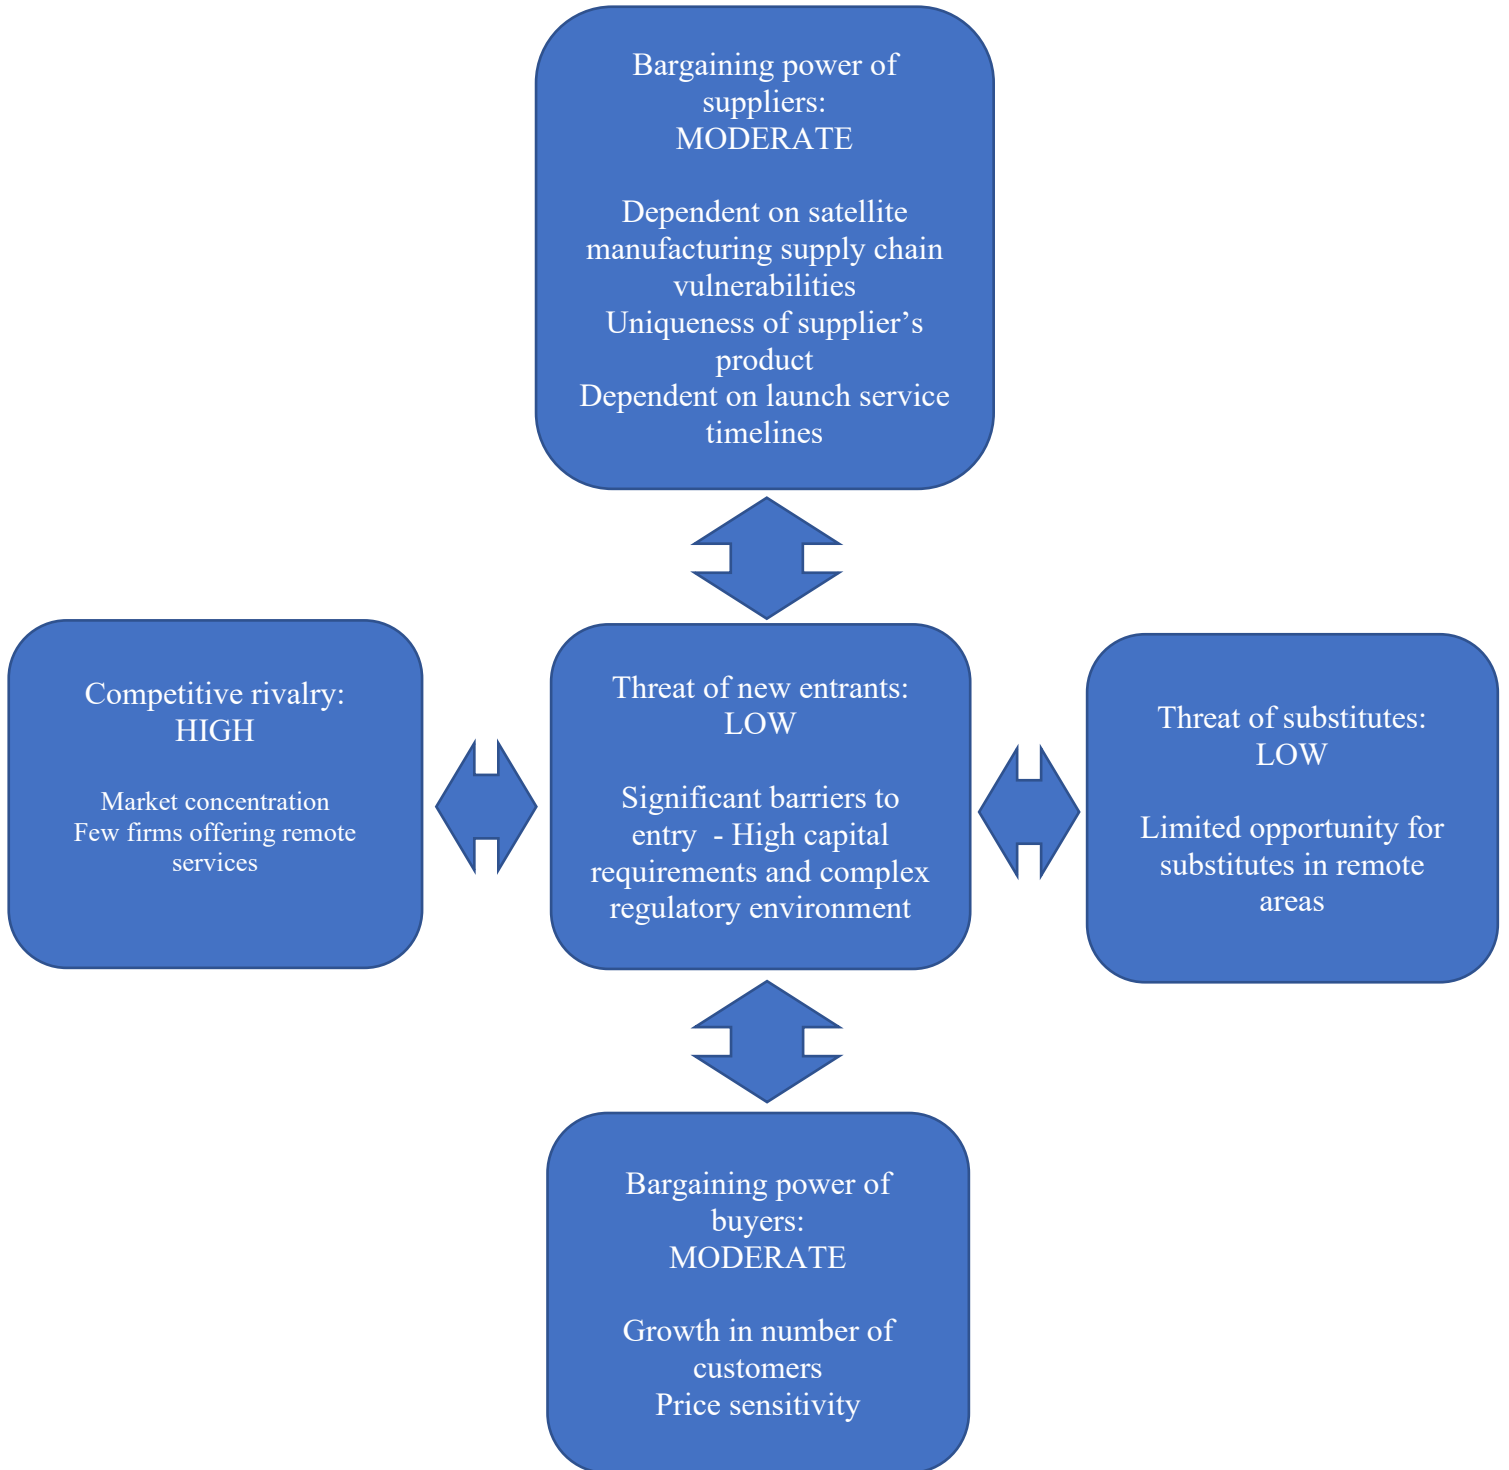 Bargaining power of
suppliers:
MODERATE
Dependent on satellite
manufacturing supply chain
vulnerabilities
Uniqueness of supplier’s
product
Dependent on launch service
timelines
Competitive rivalry:
HIGH
Market concentration
Few firms offering remote
services
Threat of new entrants:
LOW
Significant barriers to
entry  - High capital
requirements and complex
regulatory environment
Threat of substitutes:
LOW
Limited opportunity for
substitutes in remote
areas
Bargaining power of
buyers:
MODERATE
Growth in number of
customers
Price sensitivity